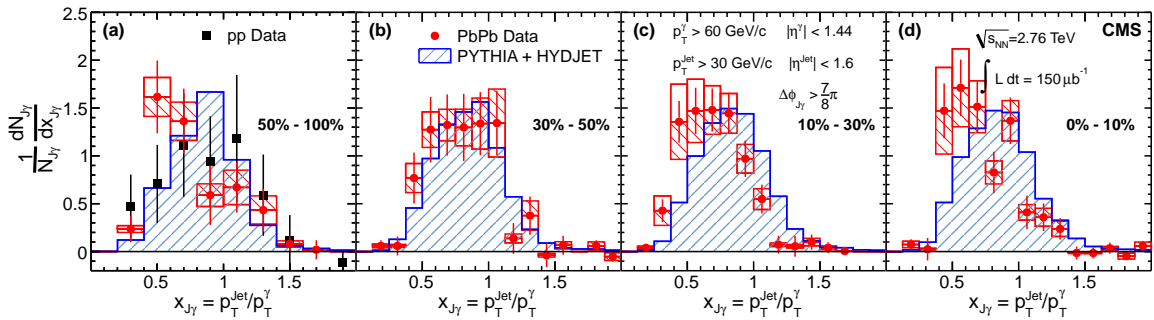 (a) pp Data
50% - 100%
(b) PbPb Data
PYTHIA + HYDJET
30% - 50%
(c) p_T^γ > 60 GeV/c |η^γ| < 1.44
p_T^Jet > 30 GeV/c |η^Jet| < 1.6
Δϕ_Jγ > 7/8 π
10% - 30%
(d) √s_NN = 2.76 TeV CMS
∫ L dt = 150 μb^-1
0% - 10%
1/N_Jγ dN_Jγ/dx_Jγ
2.5
2
1.5
1
0.5
0
0.5 1 1.5
0.5 1 1.5
0.5 1 1.5
0.5 1 1.5
x_Jγ = p_T^Jet/p_T^γ
x_Jγ = p_T^Jet/p_T^γ
x_Jγ = p_T^Jet/p_T^γ
x_Jγ = p_T^Jet/p_T^γ